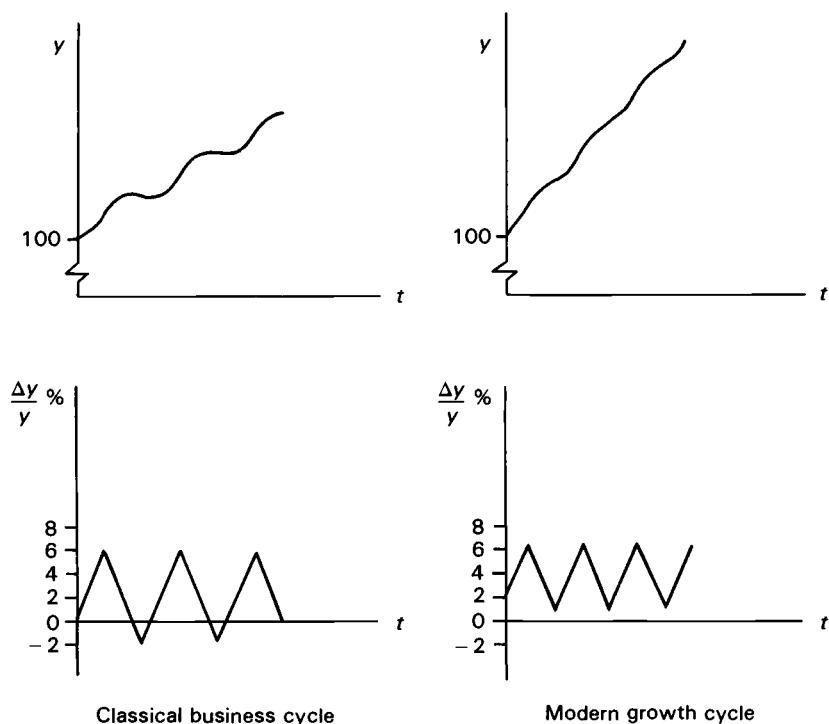 y
100
t
y
100
t
Δy/y %
8
6
4
2
0
−2
t
Δy/y %
8
6
4
2
0
−2
t
Classical business cycle
Modern growth cycle